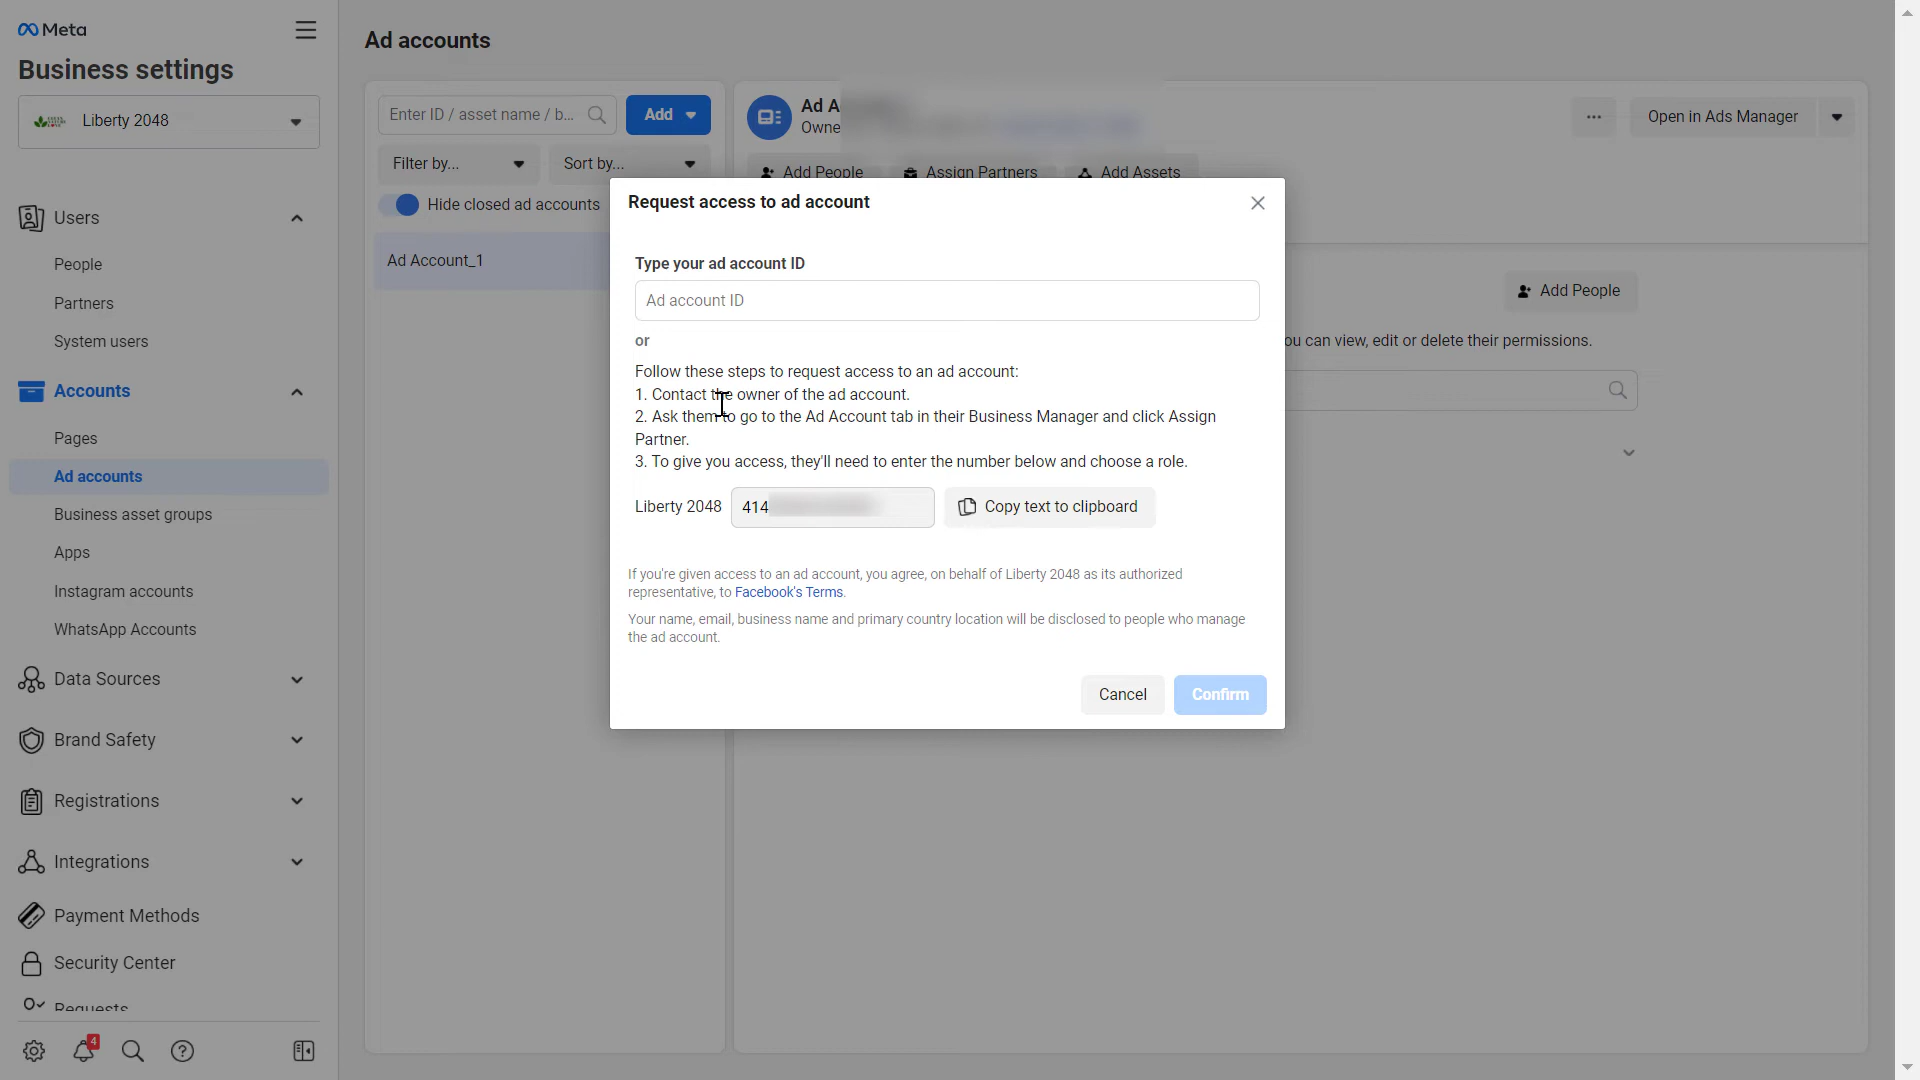 Meta
Business settings
Liberty 2048
Users
People
Partners
System users
Accounts
Pages
Ad accounts
Business asset groups
Apps
Instagram accounts
WhatsApp Accounts
Data Sources
Brand Safety
Registrations
Integrations
Payment Methods
Security Center
Requests
4
Ad accounts
Enter ID / asset name / b...
Add
Filter by...
Sort by...
Hide closed ad accounts
Ad Account_1
Ad A
Owne
Open in Ads Manager
Add People
Assign Partners
Add Assets
Add People
ou can view, edit or delete their permissions.
Request access to ad account
Type your ad account ID
Ad account ID
or
Follow these steps to request access to an ad account:
1. Contact the owner of the ad account.
2. Ask them to go to the Ad Account tab in their Business Manager and click Assign
Partner.
3. To give you access, they'll need to enter the number below and choose a role.
Liberty 2048
414
Copy text to clipboard
If you're given access to an ad account, you agree, on behalf of Liberty 2048 as its authorized
representative, to Facebook's Terms.
Your name, email, business name and primary country location will be disclosed to people who manage
the ad account.
Cancel
Confirm